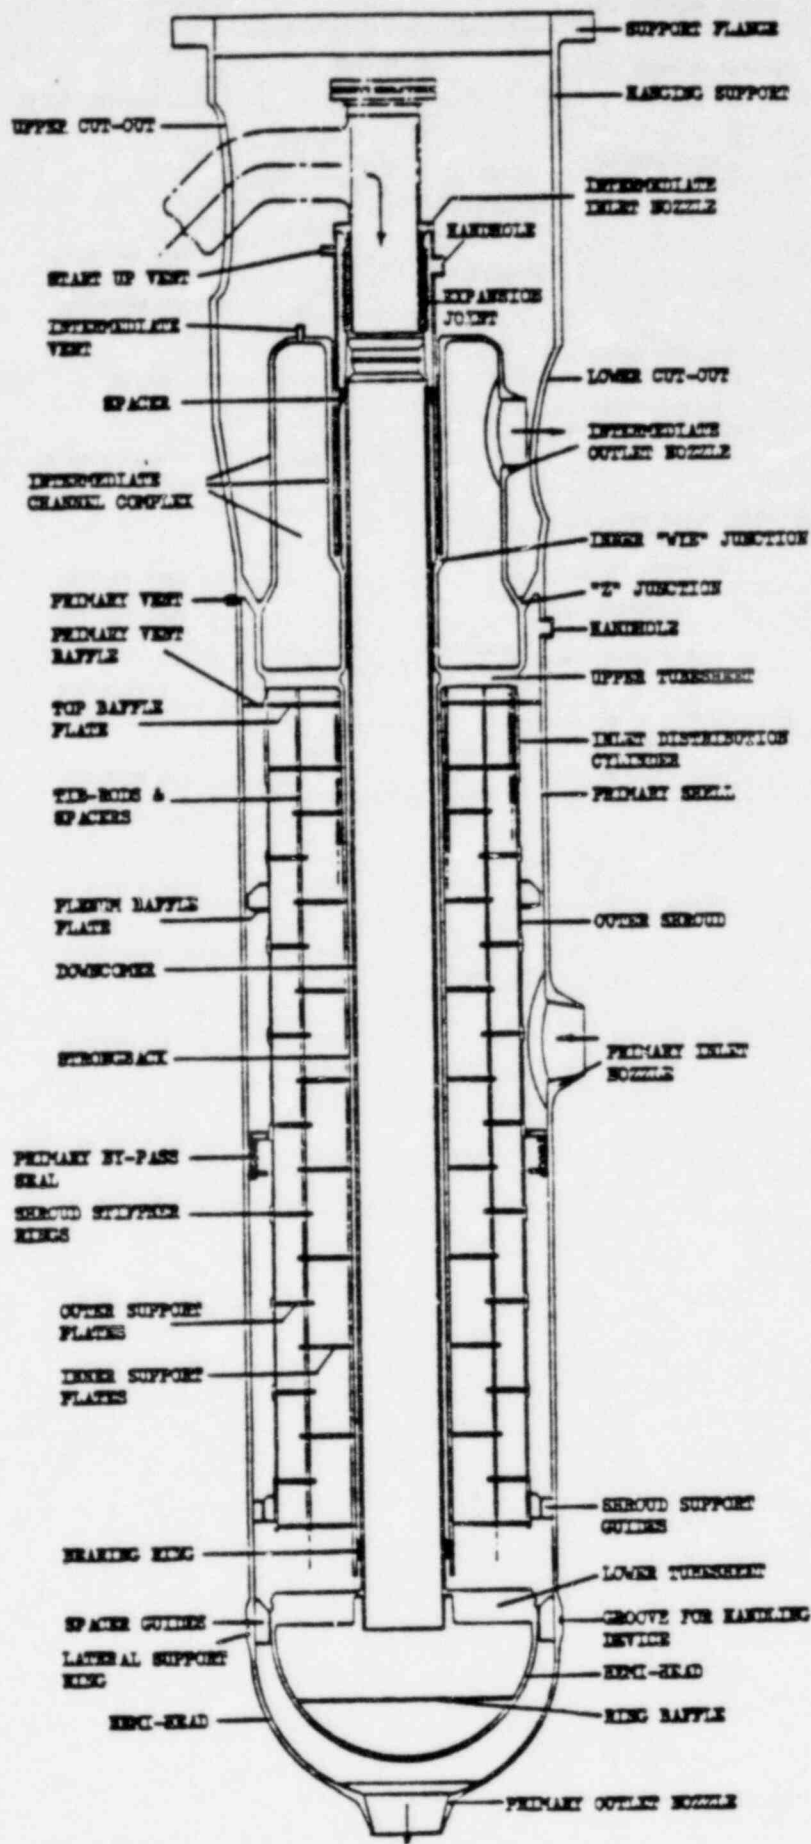 SUPPORT FLANGE
HANGING SUPPORT
UPPER CUT-OUT
INTERMEDIATE
INLET NOZZLE
HANDHOLE
START UP VENT
EXPANSION
JOINT
INTERMEDIATE
VENT
LOWER CUT-OUT
SPACER
INTERMEDIATE
OUTLET NOZZLE
INTERMEDIATE
CHANNEL COMPLEX
INNER "WYE" JUNCTION
PRIMARY VENT
"Z" JUNCTION
HANDHOLE
PRIMARY VENT
BAFFLE
UPPER TUBESHEET
TOP BAFFLE
PLATE
INLET DISTRIBUTION
CYLINDER
TIE-RODS &
SPACERS
PRIMARY SHELL
PLENUM BAFFLE
PLATE
OUTER SHROUD
DOWNCOMER
STRONGBACK
PRIMARY INLET
NOZZLE
PRIMARY BY-PASS
SEAL
SHROUD STIFFNER
RINGS
OUTER SUPPORT
PLATES
INNER SUPPORT
PLATES
SHROUD SUPPORT
GUIDES
BEARING RING
LOWER TUBESHEET
SPACER GUIDES
GROOVE FOR HANDLING
DEVICE
LATERAL SUPPORT
RING
HEMI-HEAD
HEMI-HEAD
RING BAFFLE
PRIMARY OUTLET NOZZLE